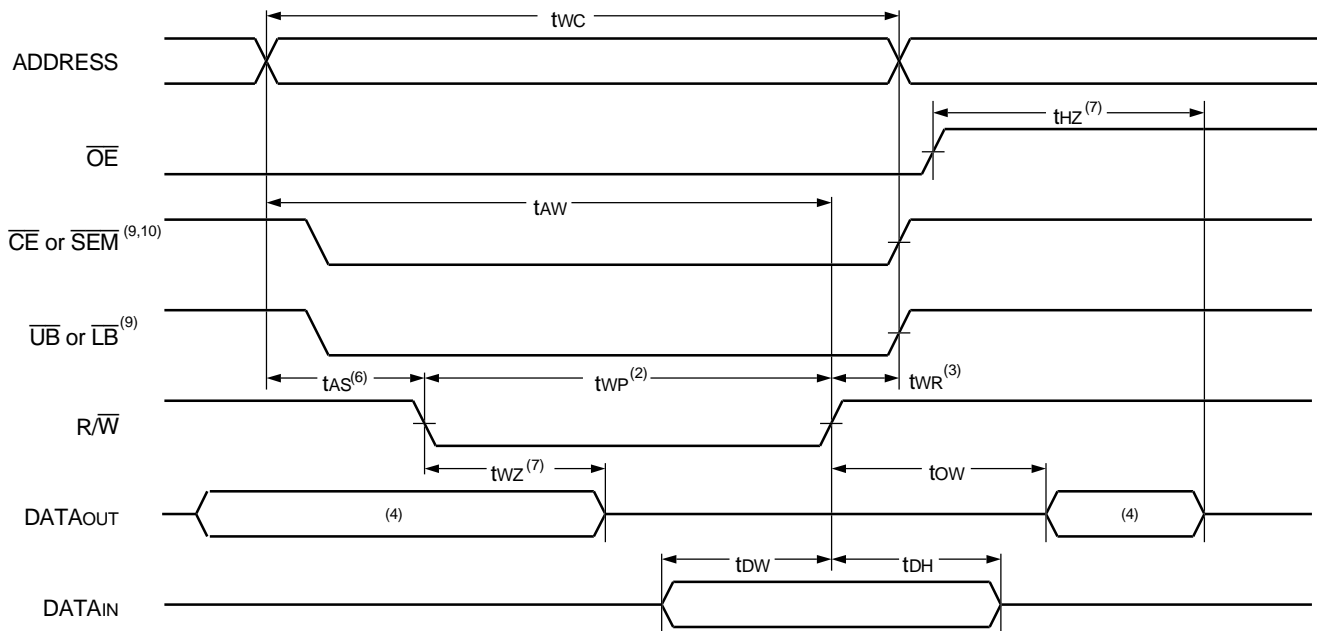 tWC
ADDRESS
tHZ(7)
OE
tAW
CE or SEM(9,10)
UB or LB(9)
tAS(6)
tWP(2)
tWR(3)
R/W
tWZ(7)
tOW
DATAOUT
(4)
(4)
tDW
tDH
DATAIN